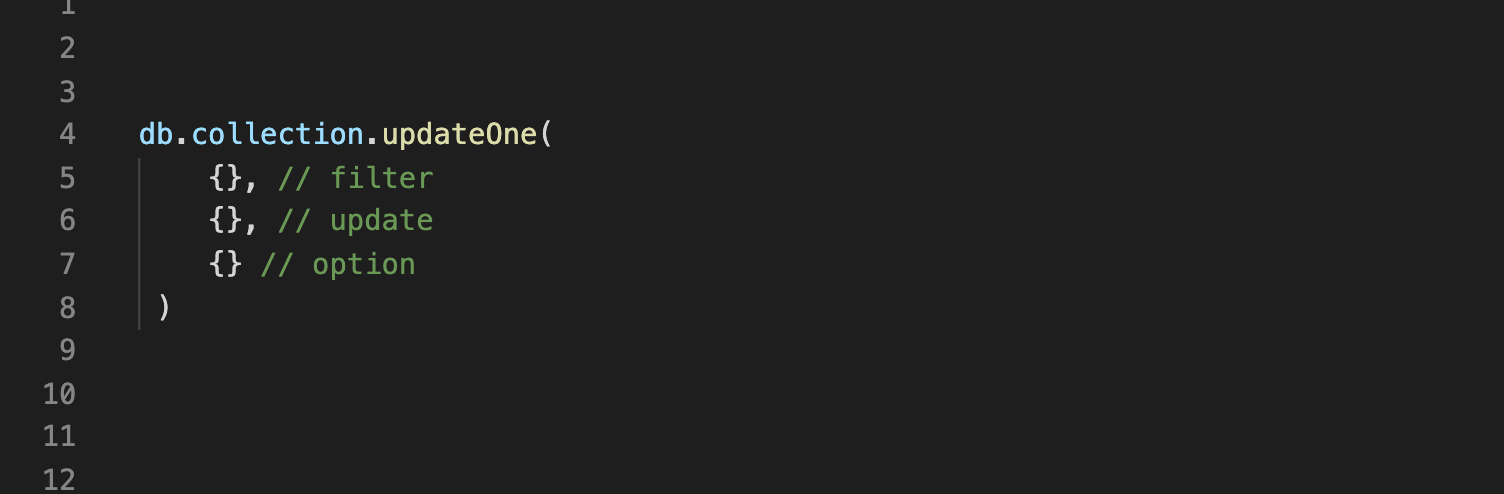 1
2
3
4 db.collection.updateOne(
5 {}, // filter
6 {}, // update
7 {} // option
8 )
9
10
11
12